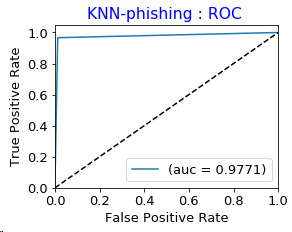 KNN-phishing : ROC
True Positive Rate
1.0
0.8
0.6
0.4
0.2
0.0
(auc = 0.9771)
0.0 0.2 0.4 0.6 0.8 1.0
False Positive Rate